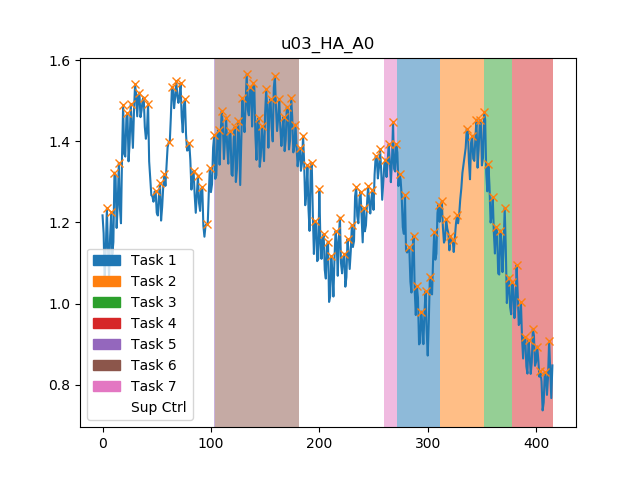 u03_HA_A0
1.6
1.4
1.2
1.0
0.8
Task 1
Task 2
Task 3
Task 4
Task 5
Task 6
Task 7
Sup Ctrl
0 100 200 300 400